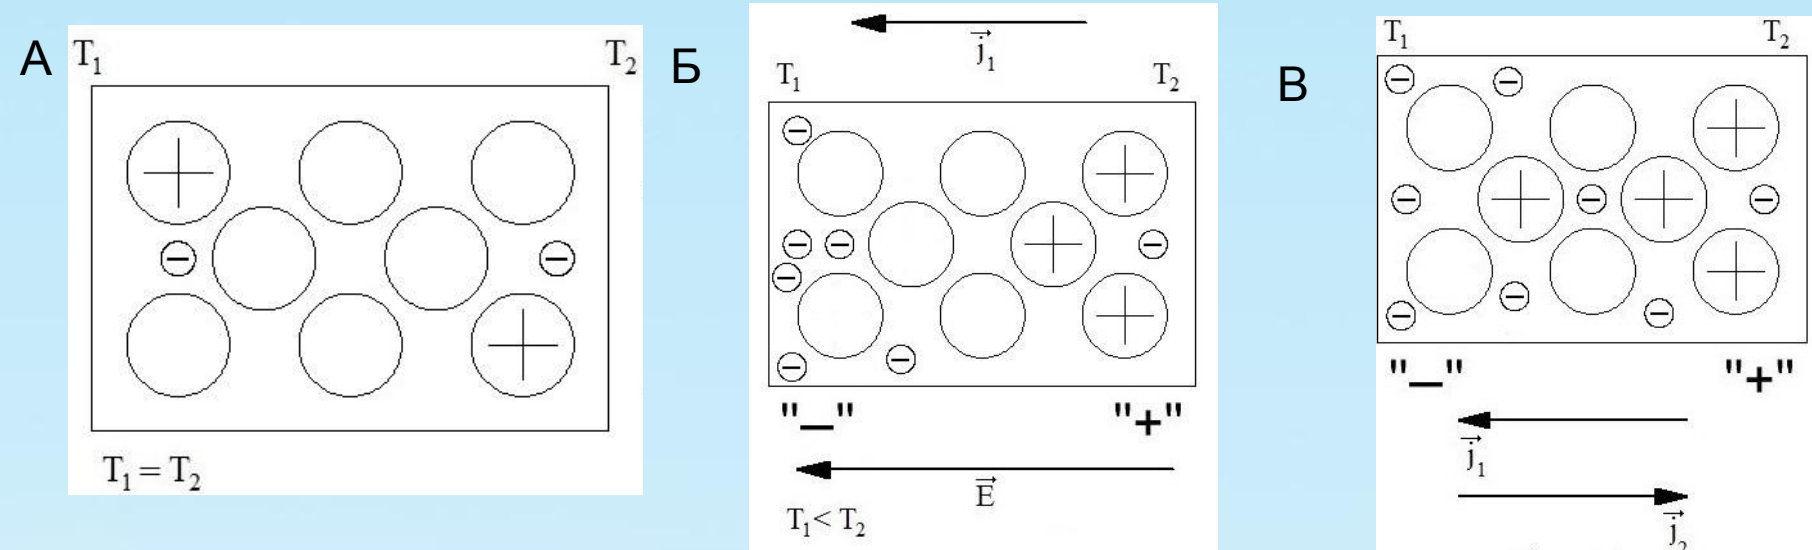 А
T₁ T₂
T₁ = T₂
Б
j₁
T₁ T₂
"–" "+"
E
T₁ < T₂
В
T₁ T₂
"–" "+"
j₁
j₂